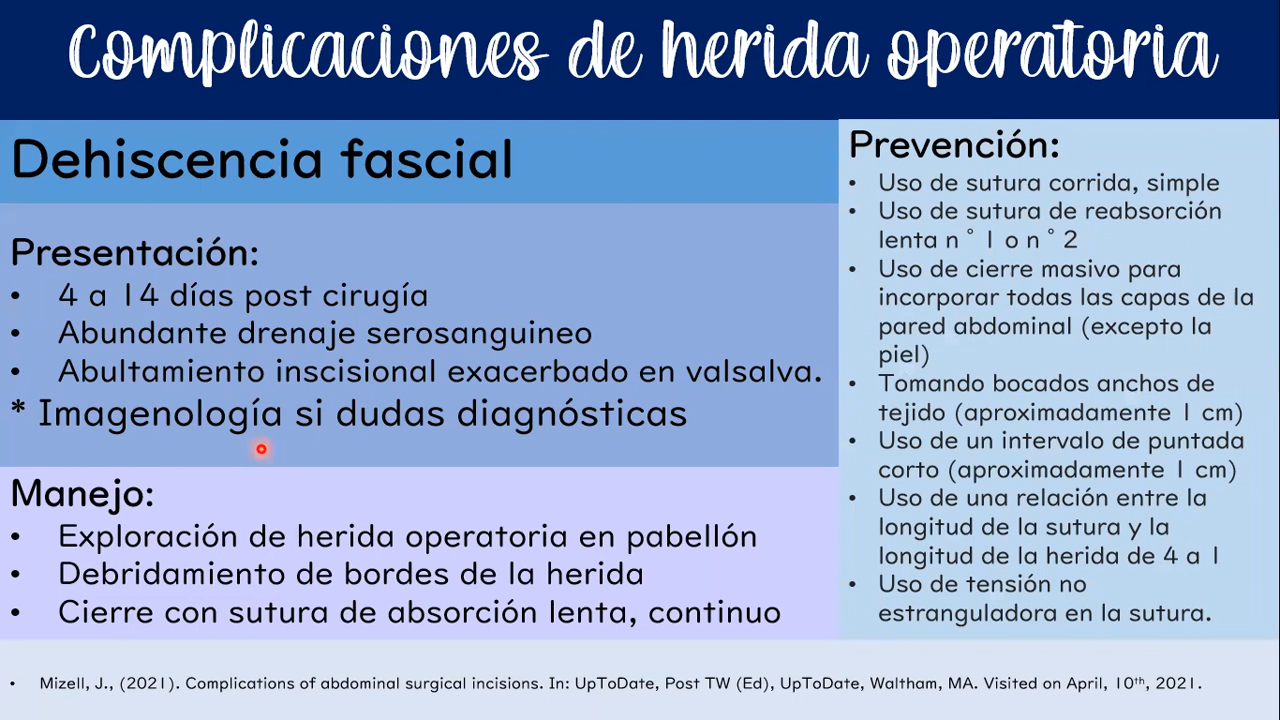 Complicaciones de herida operatoria
Dehiscencia fascial
Presentación:
• 4 a 14 días post cirugía
• Abundante drenaje serosanguineo
• Abultamiento inscisional exacerbado en valsalva.
* Imagenología si dudas diagnósticas
Manejo:
• Exploración de herida operatoria en pabellón
• Debridamiento de bordes de la herida
• Cierre con sutura de absorción lenta, continuo
Prevención:
• Uso de sutura corrida, simple
• Uso de sutura de reabsorción
lenta n° 1 o n° 2
• Uso de cierre masivo para
incorporar todas las capas de la
pared abdominal (excepto la
piel)
• Tomando bocados anchos de
tejido (aproximadamente 1 cm)
• Uso de un intervalo de puntada
corto (aproximadamente 1 cm)
• Uso de una relación entre la
longitud de la sutura y la
longitud de la herida de 4 a 1
• Uso de tensión no
estranguladora en la sutura.
• Mizell, J., (2021). Complications of abdominal surgical incisions. In: UpToDate, Post TW (Ed), UpToDate, Waltham, MA. Visited on April, 10th, 2021.